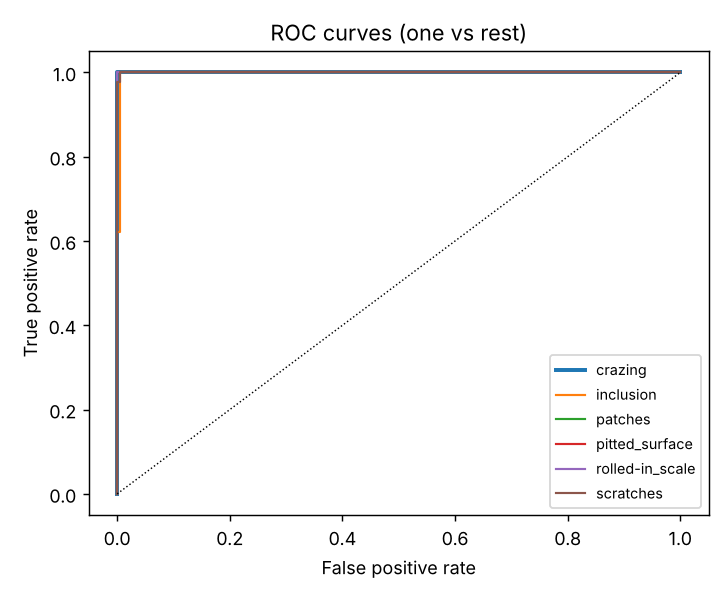 ROC curves (one vs rest)
True positive rate
1.0
0.8
0.6
0.4
0.2
0.0
crazing
inclusion
patches
pitted_surface
rolled-in_scale
scratches
0.0 0.2 0.4 0.6 0.8 1.0
False positive rate